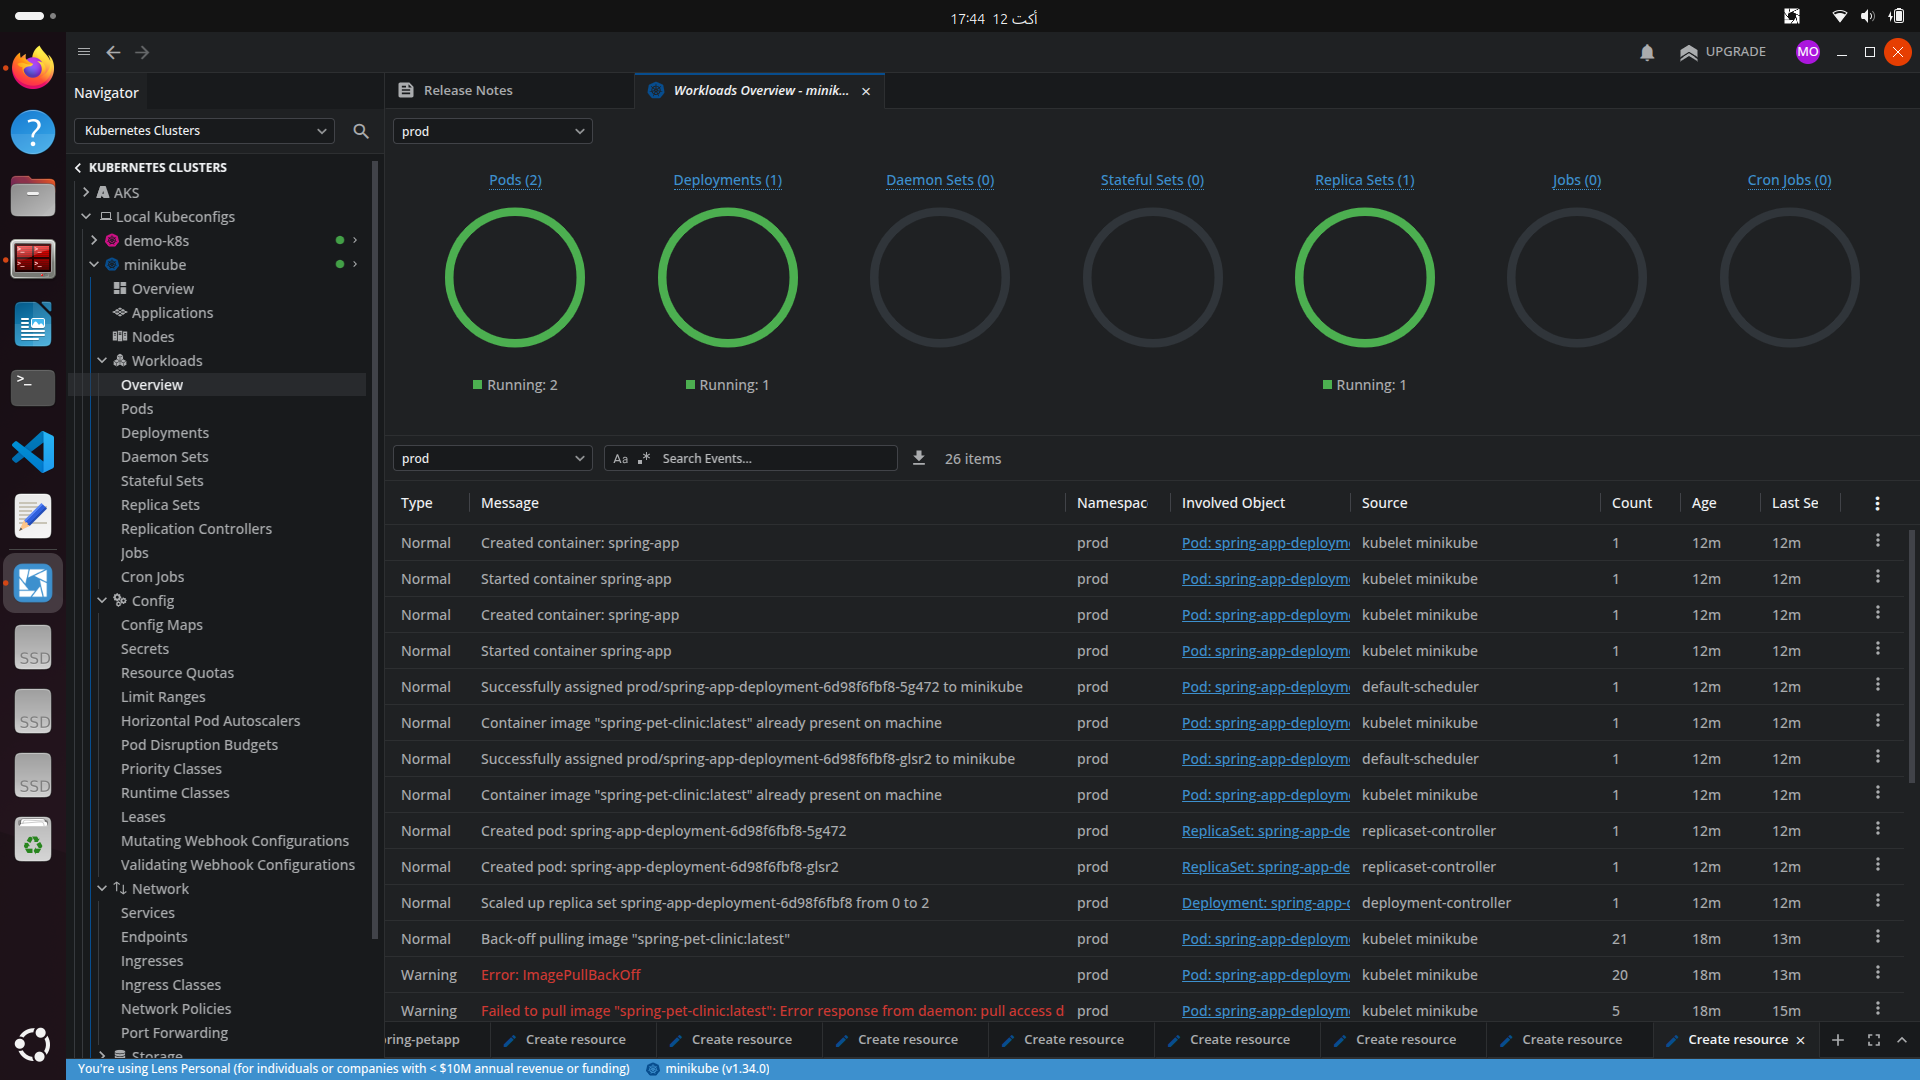 17:44 12 أكت
UPGRADE
MO
Navigator
Release Notes
Workloads Overview - minik...
Kubernetes Clusters
prod
KUBERNETES CLUSTERS
AKS
Local Kubeconfigs
demo-k8s
minikube
Overview
Applications
Nodes
Workloads
Overview
Pods
Deployments
Daemon Sets
Stateful Sets
Replica Sets
Replication Controllers
Jobs
Cron Jobs
Config
Config Maps
Secrets
Resource Quotas
Limit Ranges
Horizontal Pod Autoscalers
Pod Disruption Budgets
Priority Classes
Runtime Classes
Leases
Mutating Webhook Configurations
Validating Webhook Configurations
Network
Services
Endpoints
Ingresses
Ingress Classes
Network Policies
Port Forwarding
Storage
Pods (2) Deployments (1) Daemon Sets (0) Stateful Sets (0) Replica Sets (1) Jobs (0) Cron Jobs (0)
Running: 2 Running: 1 Running: 1
prod Aa .* Search Events... 26 items
Type Message Namespac Involved Object Source Count Age Last Se
Normal Created container: spring-app prod Pod: spring-app-deploym kubelet minikube 1 12m 12m
Normal Started container spring-app prod Pod: spring-app-deploym kubelet minikube 1 12m 12m
Normal Created container: spring-app prod Pod: spring-app-deploym kubelet minikube 1 12m 12m
Normal Started container spring-app prod Pod: spring-app-deploym kubelet minikube 1 12m 12m
Normal Successfully assigned prod/spring-app-deployment-6d98f6fbf8-5g472 to minikube prod Pod: spring-app-deploym default-scheduler 1 12m 12m
Normal Container image "spring-pet-clinic:latest" already present on machine prod Pod: spring-app-deploym kubelet minikube 1 12m 12m
Normal Successfully assigned prod/spring-app-deployment-6d98f6fbf8-glsr2 to minikube prod Pod: spring-app-deploym default-scheduler 1 12m 12m
Normal Container image "spring-pet-clinic:latest" already present on machine prod Pod: spring-app-deploym kubelet minikube 1 12m 12m
Normal Created pod: spring-app-deployment-6d98f6fbf8-5g472 prod ReplicaSet: spring-app-de replicaset-controller 1 12m 12m
Normal Created pod: spring-app-deployment-6d98f6fbf8-glsr2 prod ReplicaSet: spring-app-de replicaset-controller 1 12m 12m
Normal Scaled up replica set spring-app-deployment-6d98f6fbf8 from 0 to 2 prod Deployment: spring-app- deployment-controller 1 12m 12m
Normal Back-off pulling image "spring-pet-clinic:latest" prod Pod: spring-app-deploym kubelet minikube 21 18m 13m
Warning Error: ImagePullBackOff prod Pod: spring-app-deploym kubelet minikube 20 18m 13m
Warning Failed to pull image "spring-pet-clinic:latest": Error response from daemon: pull access d prod Pod: spring-app-deploym kubelet minikube 5 18m 15m
ring-petapp Create resource Create resource Create resource Create resource Create resource Create resource Create resource Create resource
You're using Lens Personal (for individuals or companies with < $10M annual revenue or funding) minikube (v1.34.0)
SSD
SSD
SSD